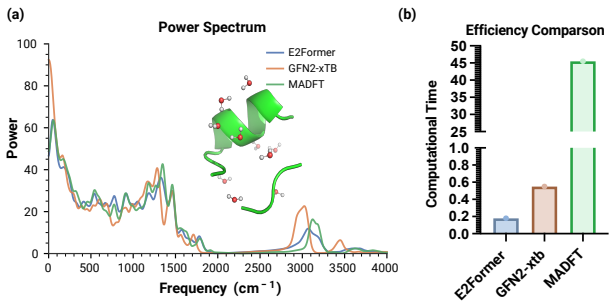 (a)
Power Spectrum
E2Former
GFN2-xTB
MADFT
Power
100
80
60
40
20
0
0 500 1000 1500 2000 2500 3000 3500 4000
Frequency (cm⁻¹)
(b)
Efficiency Comparson
Computational Time
45
40
35
30
25
1.0
0.8
0.6
0.4
0.2
0.0
E2Former
GFN2-xtb
MADFT